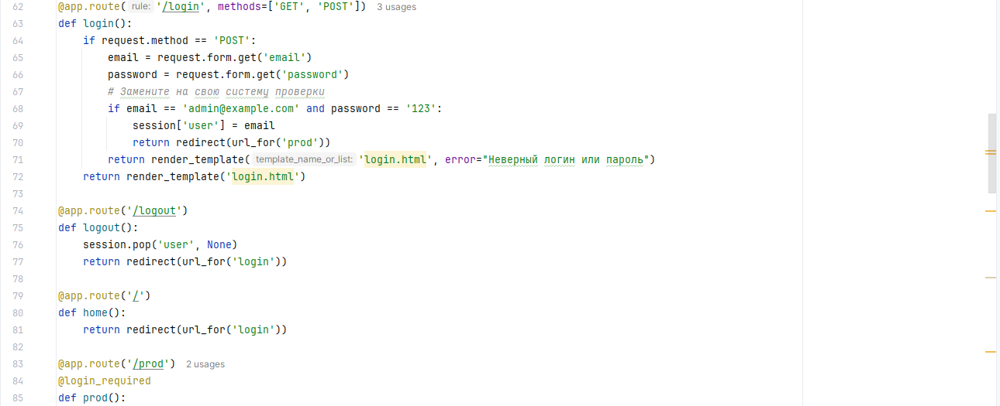 62 @app.route( rule: '/login', methods=['GET', 'POST']) 3 usages
63 def login():
64 if request.method == 'POST':
65 email = request.form.get('email')
66 password = request.form.get('password')
67 # Замените на свою систему проверки
68 if email == 'admin@example.com' and password == '123':
69 session['user'] = email
70 return redirect(url_for('prod'))
71 return render_template( template_name_or_list: 'login.html', error="Неверный логин или пароль")
72 return render_template('login.html')
73
74 @app.route('/logout')
75 def logout():
76 session.pop('user', None)
77 return redirect(url_for('login'))
78
79 @app.route('/')
80 def home():
81 return redirect(url_for('login'))
82
83 @app.route('/prod') 2 usages
84 @login_required
85 def prod():